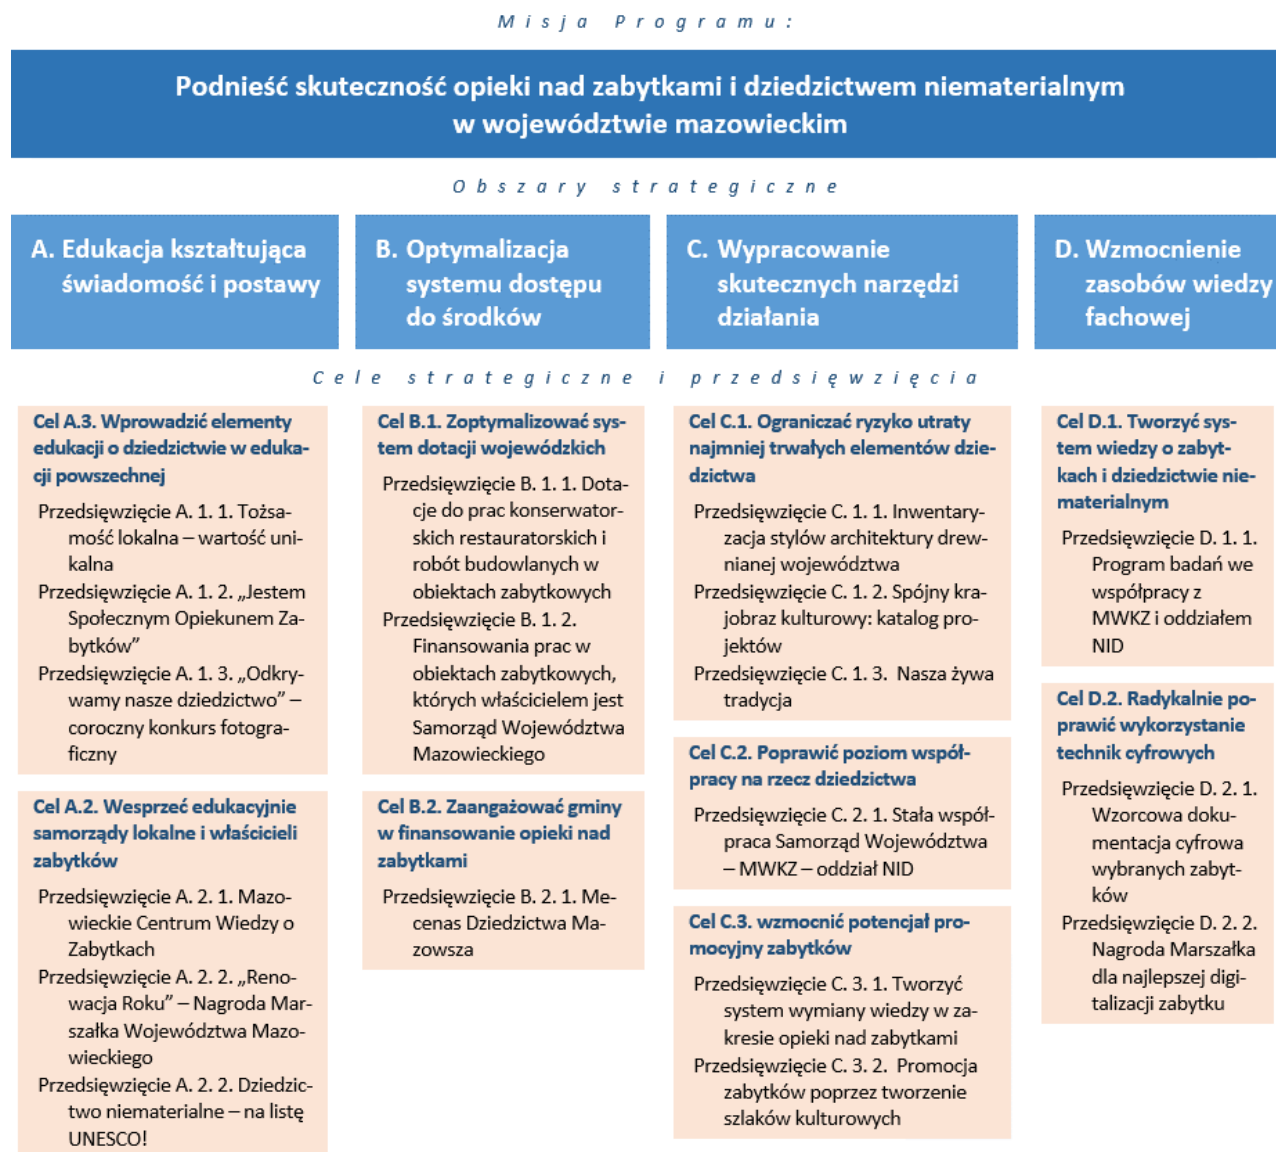 Misja Programu:
Podnieść skuteczność opieki nad zabytkami i dziedzictwem niematerialnym
w województwie mazowieckim
Obszary strategiczne
A. Edukacja kształtująca
świadomość i postawy
B. Optymalizacja
systemu dostępu
do środków
C. Wypracowanie
skutecznych narzędzi
działania
D. Wzmocnienie
zasobów wiedzy
fachowej
Cele strategiczne i przedsięwzięcia
Cel A.3. Wprowadzić elementy
edukacji o dziedzictwie w eduka-
cji powszechnej
Przedsięwzięcie A. 1. 1. Tożsa-
mość lokalna – wartość uni-
kalna
Przedsięwzięcie A. 1. 2. „Jestem
Społecznym Opiekunem Za-
bytków”
Przedsięwzięcie A. 1. 3. „Odkry-
wamy nasze dziedzictwo” –
coroczny konkurs fotogra-
ficzny
Cel A.2. Wesprzeć edukacyjnie
samorządy lokalne i właścicieli
zabytków
Przedsięwzięcie A. 2. 1. Mazo-
wieckie Centrum Wiedzy o
Zabytkach
Przedsięwzięcie A. 2. 2. „Reno-
wacja Roku” – Nagroda Mar-
szałka Województwa Mazo-
wieckiego
Przedsięwzięcie A. 2. 2. Dziedzic-
two niematerialne – na listę
UNESCO!
Cel B.1. Zoptymalizować sys-
tem dotacji wojewódzkich
Przedsięwzięcie B. 1. 1. Dota-
cje do prac konserwator-
skich restauratorskich i
robót budowlanych w
obiektach zabytkowych
Przedsięwzięcie B. 1. 2.
Finansowania prac w
obiektach zabytkowych,
których właścicielem jest
Samorząd Województwa
Mazowieckiego
Cel B.2. Zaangażować gminy
w finansowanie opieki nad
zabytkami
Przedsięwzięcie B. 2. 1. Me-
cenas Dziedzictwa Ma-
zowsza
Cel C.1. Ograniczać ryzyko utraty
najmniej trwałych elementów dzie-
dzictwa
Przedsięwzięcie C. 1. 1. Inwentary-
zacja stylów architektury drew-
nianej województwa
Przedsięwzięcie C. 1. 2. Spójny kra-
jobraz kulturowy: katalog pro-
jektów
Przedsięwzięcie C. 1. 3. Nasza żywa
tradycja
Cel C.2. Poprawić poziom współ-
pracy na rzecz dziedzictwa
Przedsięwzięcie C. 2. 1. Stała współ-
praca Samorząd Województwa
– MWKZ – oddział NID
Cel C.3. wzmocnić potencjał pro-
mocyjny zabytków
Przedsięwzięcie C. 3. 1. Tworzyć
system wymiany wiedzy w za-
kresie opieki nad zabytkami
Przedsięwzięcie C. 3. 2. Promocja
zabytków poprzez tworzenie
szlaków kulturowych
Cel D.1. Tworzyć sys-
tem wiedzy o zabyt-
kach i dziedzictwie nie-
materialnym
Przedsięwzięcie D. 1. 1.
Program badań we
współpracy z
MWKZ i oddziałem
NID
Cel D.2. Radykalnie po-
prawić wykorzystanie
technik cyfrowych
Przedsięwzięcie D. 2. 1.
Wzorcowa doku-
mentacja cyfrowa
wybranych zabyt-
ków
Przedsięwzięcie D. 2. 2.
Nagroda Marszałka
dla najlepszej digi-
talizacji zabytku